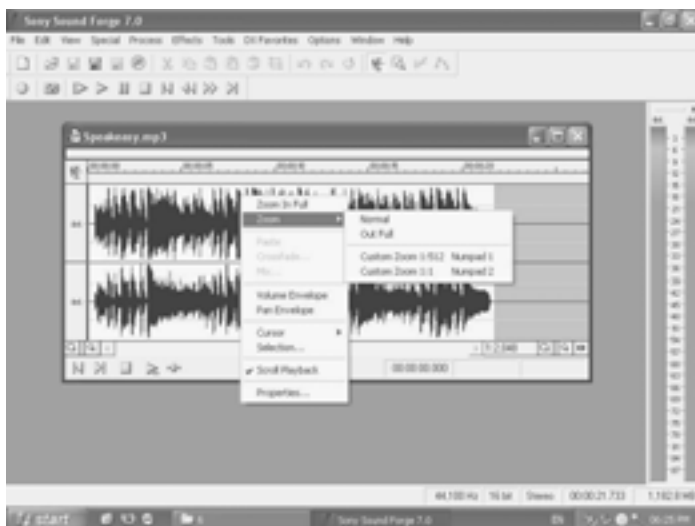 Sony Sound Forge 7.0
File Edit View Special Process Effects Tools DX Favorites Options Window Help
Speakeasy.mp3
Zoom In Full
Zoom
Normal
Out Full
Custom Zoom 1:512 Numpad 1
Custom Zoom 1:1 Numpad 2
Paste
Crossfade...
Mix...
Volume Envelope
Pan Envelope
Cursor
Selection...
Scroll Playback
Properties...
1:2,048
00:00:00.000
44,100 Hz 16 bit Stereo 00:00:21.733
start
Sony Sound Forge 7.0
EN